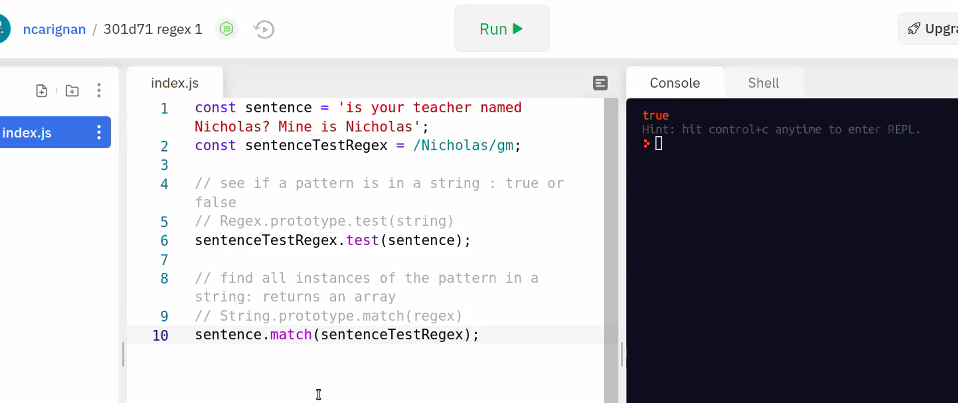 ncarignan / 301d71 regex 1
Run
index.js
index.js
1 const sentence = 'is your teacher named
Nicholas? Mine is Nicholas';
2 const sentenceTestRegex = /Nicholas/gm;
3
4 // see if a pattern is in a string : true or
false
5 // Regex.prototype.test(string)
6 sentenceTestRegex.test(sentence);
7
8 // find all instances of the pattern in a
string: returns an array
9 // String.prototype.match(regex)
10 sentence.match(sentenceTestRegex);
Upgra
Console Shell
true
Hint: hit control+c anytime to enter REPL.